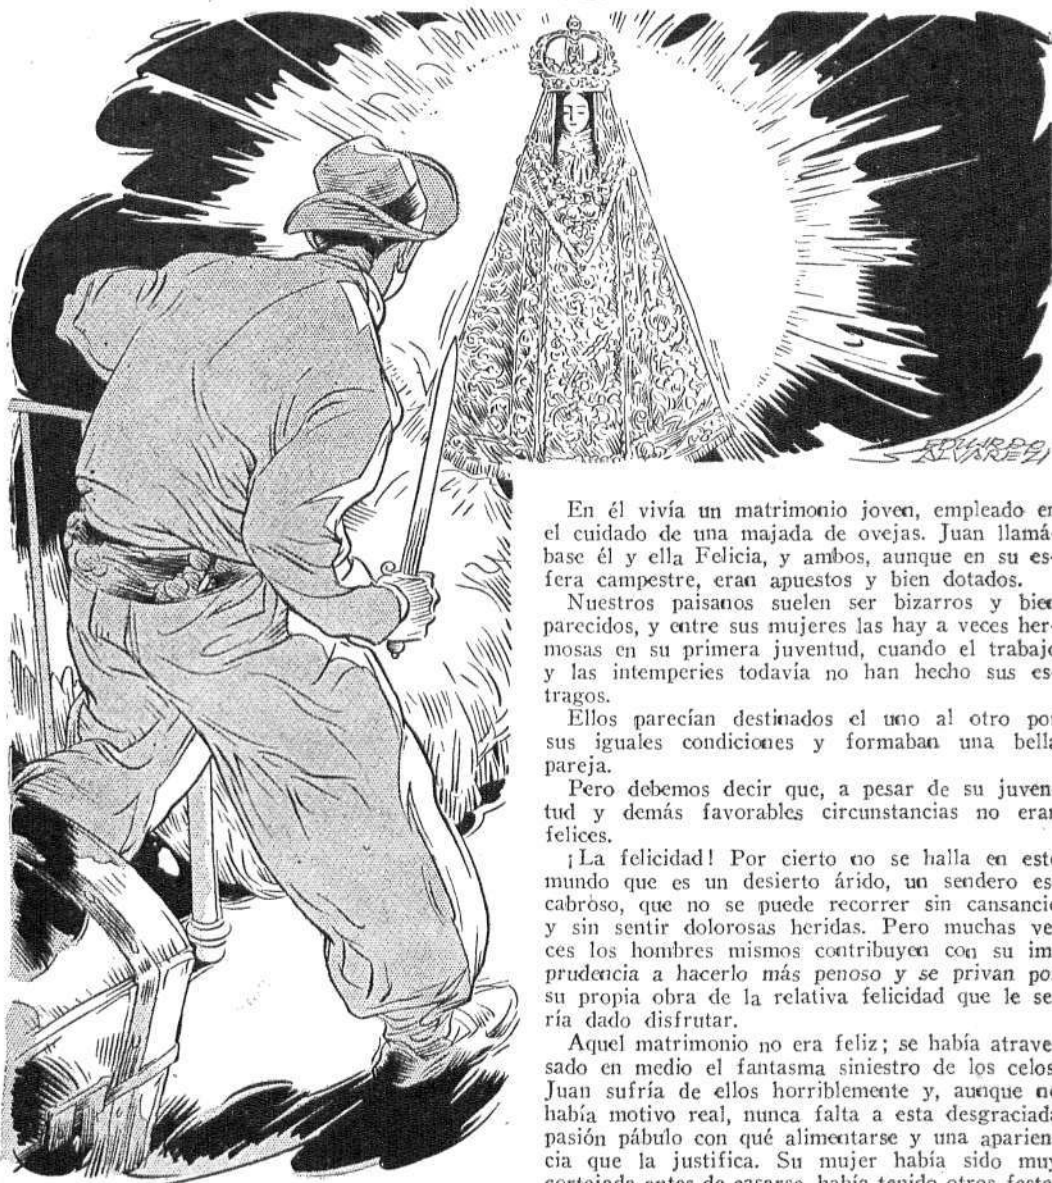 EDUARDO
ALVAREZ
En él vivía un matrimonio joven, empleado en
el cuidado de una majada de ovejas. Juan llamá-
base él y ella Felicia, y ambos, aunque en su es-
fera campestre, eran apuestos y bien dotados.
Nuestros paisanos suelen ser bizarros y bien
parecidos, y entre sus mujeres las hay a veces her-
mosas en su primera juventud, cuando el trabajo
y las intemperies todavía no han hecho sus es-
tragos.
Ellos parecían destinados el uno al otro por
sus iguales condiciones y formaban una bella
pareja.
Pero debemos decir que, a pesar de su juven-
tud y demás favorables circunstancias no eran
felices.
¡La felicidad! Por cierto no se halla en este
mundo que es un desierto árido, un sendero es-
cabroso, que no se puede recorrer sin cansancio
y sin sentir dolorosas heridas. Pero muchas ve-
ces los hombres mismos contribuyen con su im-
prudencia a hacerlo más penoso y se privan por
su propia obra de la relativa felicidad que le se-
ría dado disfrutar.
Aquel matrimonio no era feliz; se había atrave-
sado en medio el fantasma siniestro de los celos.
Juan sufría de ellos horriblemente y, aunque no
había motivo real, nunca falta a esta desgraciada
pasión pábulo con qué alimentarse y una aparien-
cia que la justifica. Su mujer había sido muy
cortejada antes de casarse, había tenido otros feste-